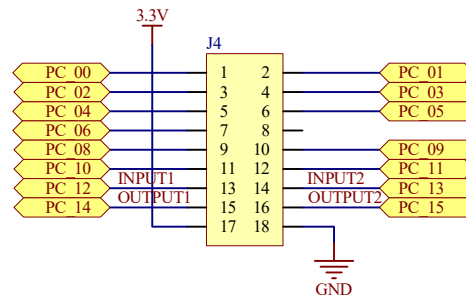 3.3V
J4
PC_00 1 2 PC_01
PC_02 3 4 PC_03
PC_04 5 6 PC_05
PC_06 7 8
PC_08 9 10 PC_09
PC_10 11 12 PC_11
INPUT1 INPUT2
PC_12 13 14 PC_13
OUTPUT1 OUTPUT2
PC_14 15 16 PC_15
17 18
GND